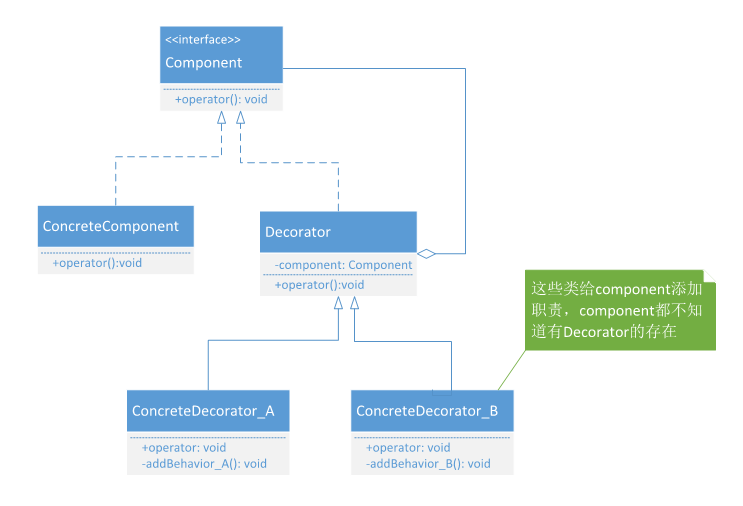 <<interface>>
Component
+operator(): void
ConcreteComponent
+operator():void
Decorator
-component: Component
+operator():void
这些类给component添加
职责，component都不知
道有Decorator的存在
ConcreteDecorator_A
+operator: void
-addBehavior_A(): void
ConcreteDecorator_B
+operator: void
-addBehavior_B(): void